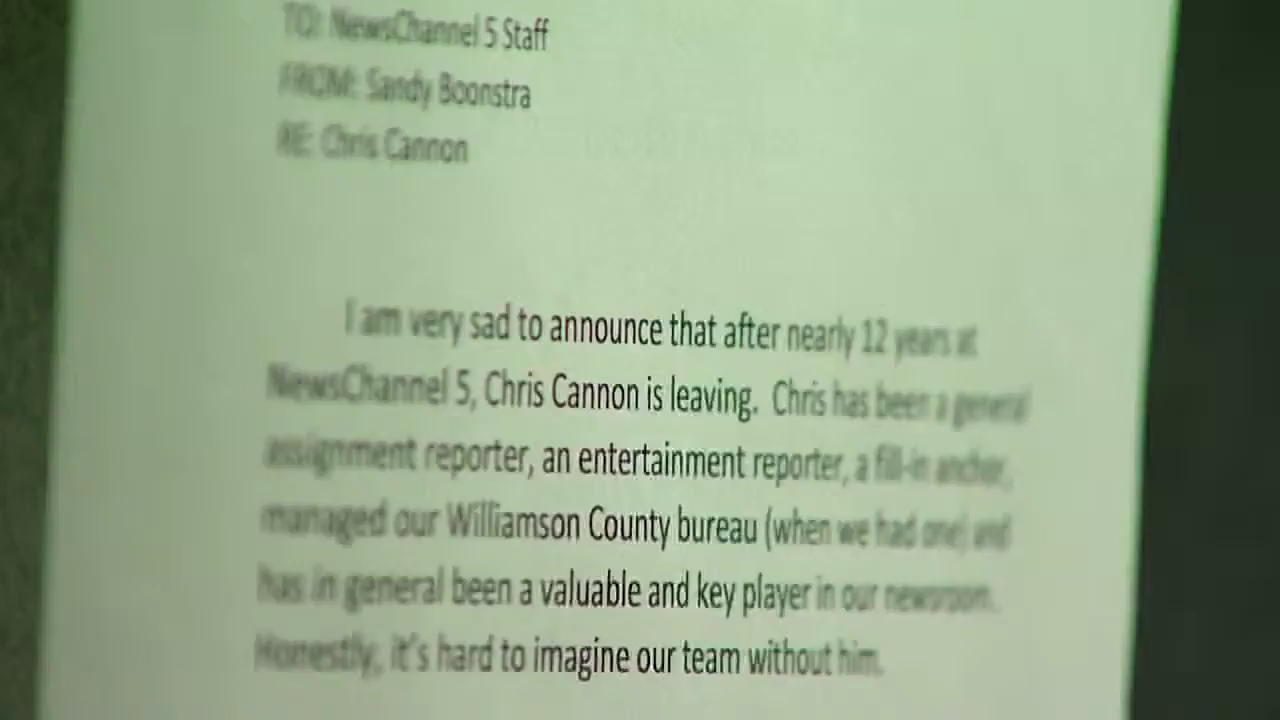 TO: NewsChannel 5 Staff
FROM: Sandy Boonstra
RE: Chris Cannon
I am very sad to announce that after nearly 12 years at
NewsChannel 5, Chris Cannon is leaving. Chris has been a general
assignment reporter, an entertainment reporter, a fill-in anchor,
managed our Williamson County bureau (when we had one) and
has in general been a valuable and key player in our newsroom.
Honestly, it's hard to imagine our team without him.